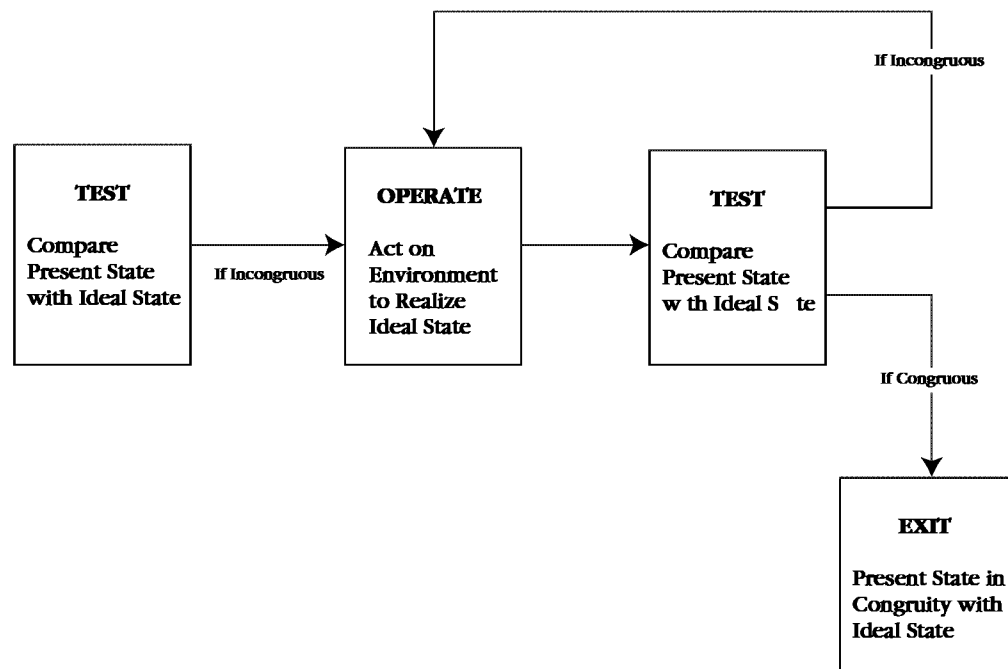 If Incongruous
TEST
Compare
Present State
with Ideal State
If Incongruous
OPERATE
Act on
Environment
to Realize
Ideal State
TEST
Compare
Present State
w th Ideal S te
If Congruous
EXIT
Present State in
Congruity with
Ideal State